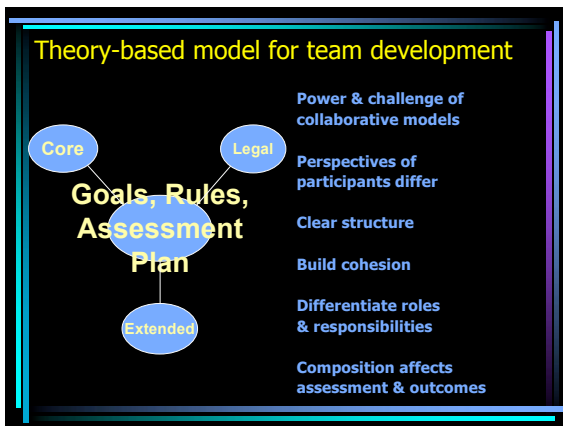 Theory-based model for team development
Core
Legal
Goals, Rules,
Assessment
Plan
Extended
Power & challenge of
collaborative models
Perspectives of
participants differ
Clear structure
Build cohesion
Differentiate roles
& responsibilities
Composition affects
assessment & outcomes